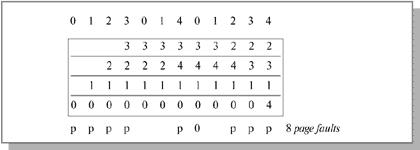 0 1 2 3 0 1 4 0 1 2 3 4
3 3 3 3 3 3 2 2 2
2 2 2 2 4 4 4 4 3 3
1 1 1 1 1 1 1 1 1 1 1
0 0 0 0 0 0 0 0 0 0 0 4
p p p p p 0 p p p 8 page faults